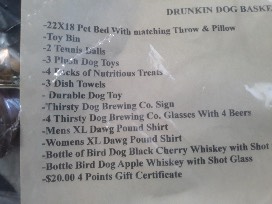 DRUNKIN DOG BASKE
-22X18 Pet Bed With matching Throw & Pillow
-Toy Bin
-2 Tennis Balls
-3 Plush Dog Toys
-4 Packs of Nutritious Treats
-3 Dish Towels
-Durable Dog Toy
-Thirsty Dog Brewing Co. Sign
-4 Thirsty Dog Brewing Co. Glasses With 4 Beers
-Mens XL Dawg Pound Shirt
-Womens XL Dawg Pound Shirt
-Bottle of Bird Dog Black Cherry Whiskey with Shot
-Bottle Bird Dog Apple Whiskey with Shot Glass
-$20.00 4 Points Gift Certificate